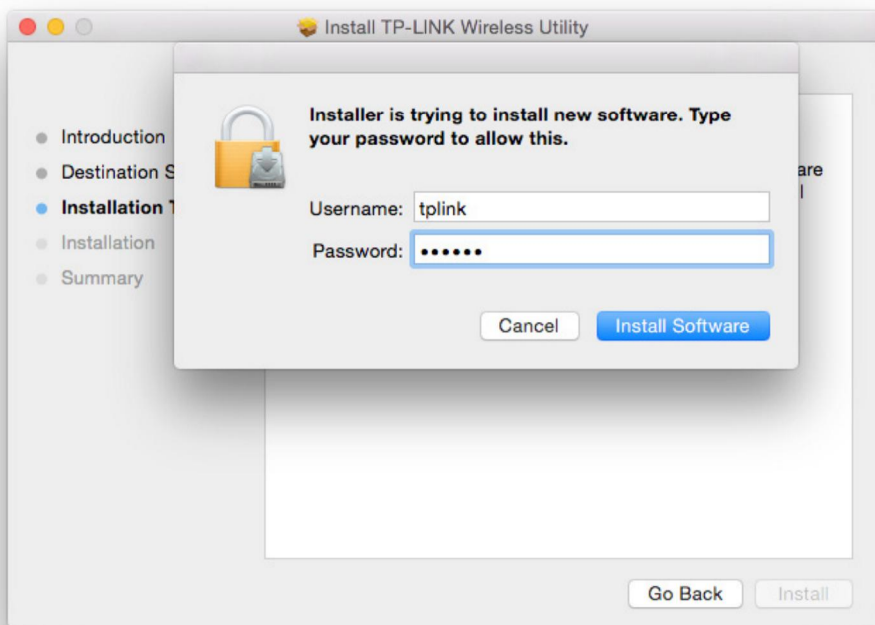 Install TP-LINK Wireless Utility
Installer is trying to install new software. Type
your password to allow this.
Username: tplink
Password: ••••••
Cancel
Install Software
Introduction
Destination S
Installation T
Installation
Summary
are
Go Back
Install